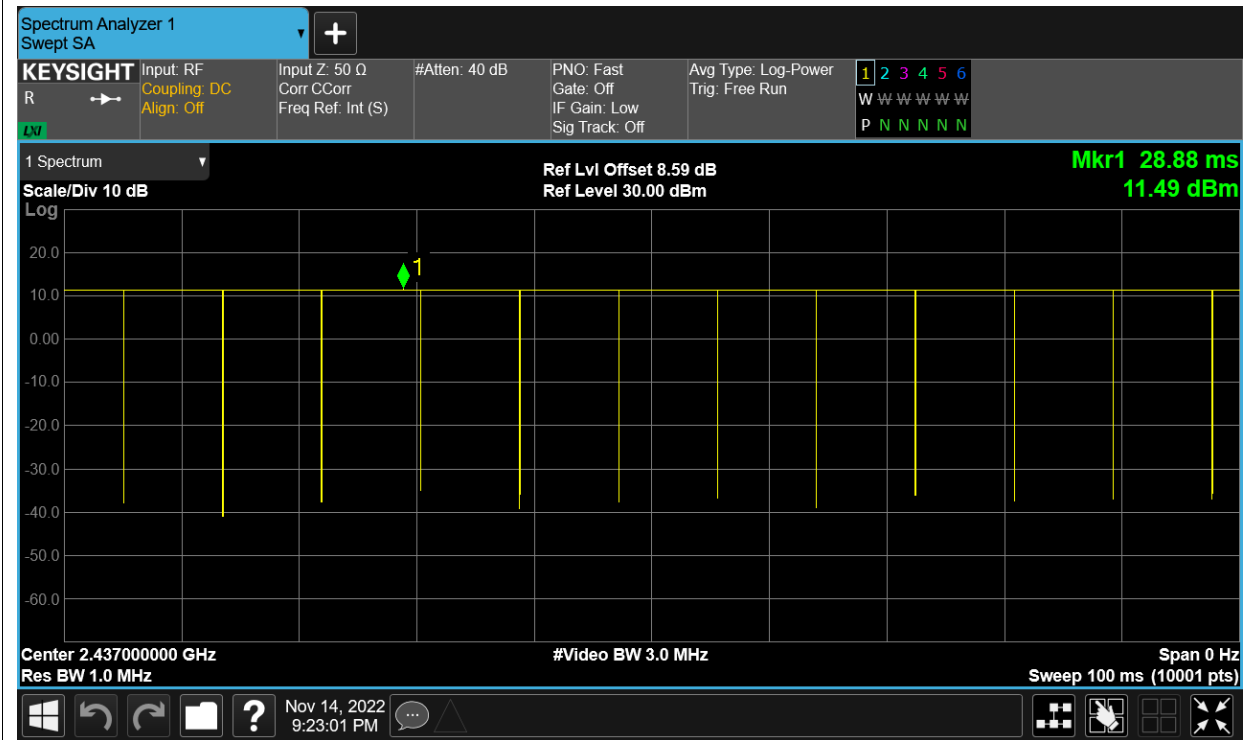 Spectrum Analyzer 1
Swept SA
KEYSIGHT
R
LXI
Input: RF
Coupling: DC
Align: Off
Input Z: 50 Ω
Corr CCorr
Freq Ref: Int (S)
#Atten: 40 dB
PNO: Fast
Gate: Off
IF Gain: Low
Sig Track: Off
Avg Type: Log-Power
Trig: Free Run
1 2 3 4 5 6
W W W W W W
P N N N N N
1 Spectrum
Scale/Div 10 dB
Log
Ref Lvl Offset 8.59 dB
Ref Level 30.00 dBm
Mkr1 28.88 ms
11.49 dBm
1
20.0
10.0
0.00
-10.0
-20.0
-30.0
-40.0
-50.0
-60.0
Center 2.437000000 GHz
Res BW 1.0 MHz
#Video BW 3.0 MHz
Span 0 Hz
Sweep 100 ms (10001 pts)
?
Nov 14, 2022
9:23:01 PM